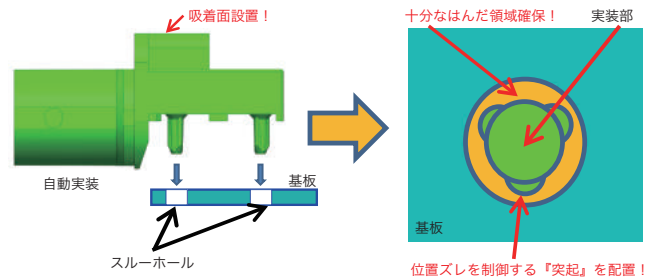 吸着面設置！
十分なはんだ領域確保！
実装部
自動実装
基板
スルーホール
基板
位置ズレを制御する『突起』を配置！